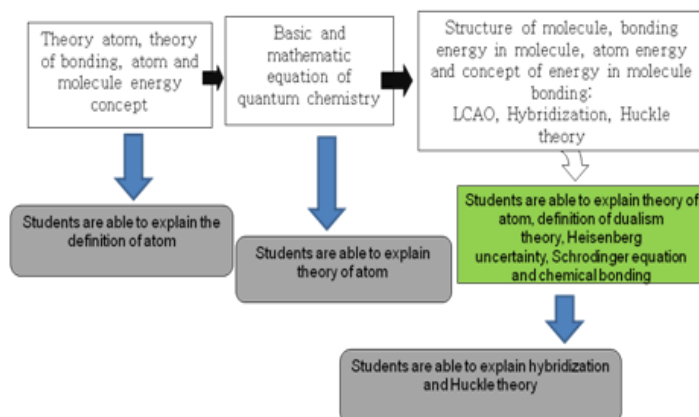 Theory atom, theory
of bonding, atom and
molecule energy
concept
Basic and
mathematic
equation of
quantum chemistry
Structure of molecule, bonding
energy in molecule, atom energy
and concept of energy in molecule
bonding:
LCAO, Hybridization, Huckle
theory
Students are able to explain the
definition of atom
Students are able to explain
theory of atom
Students are able to explain theory of
atom, definition of dualism
theory, Heisenberg
uncertainty, Schrodinger equation
and chemical bonding
Students are able to explain hybridization
and Huckle theory